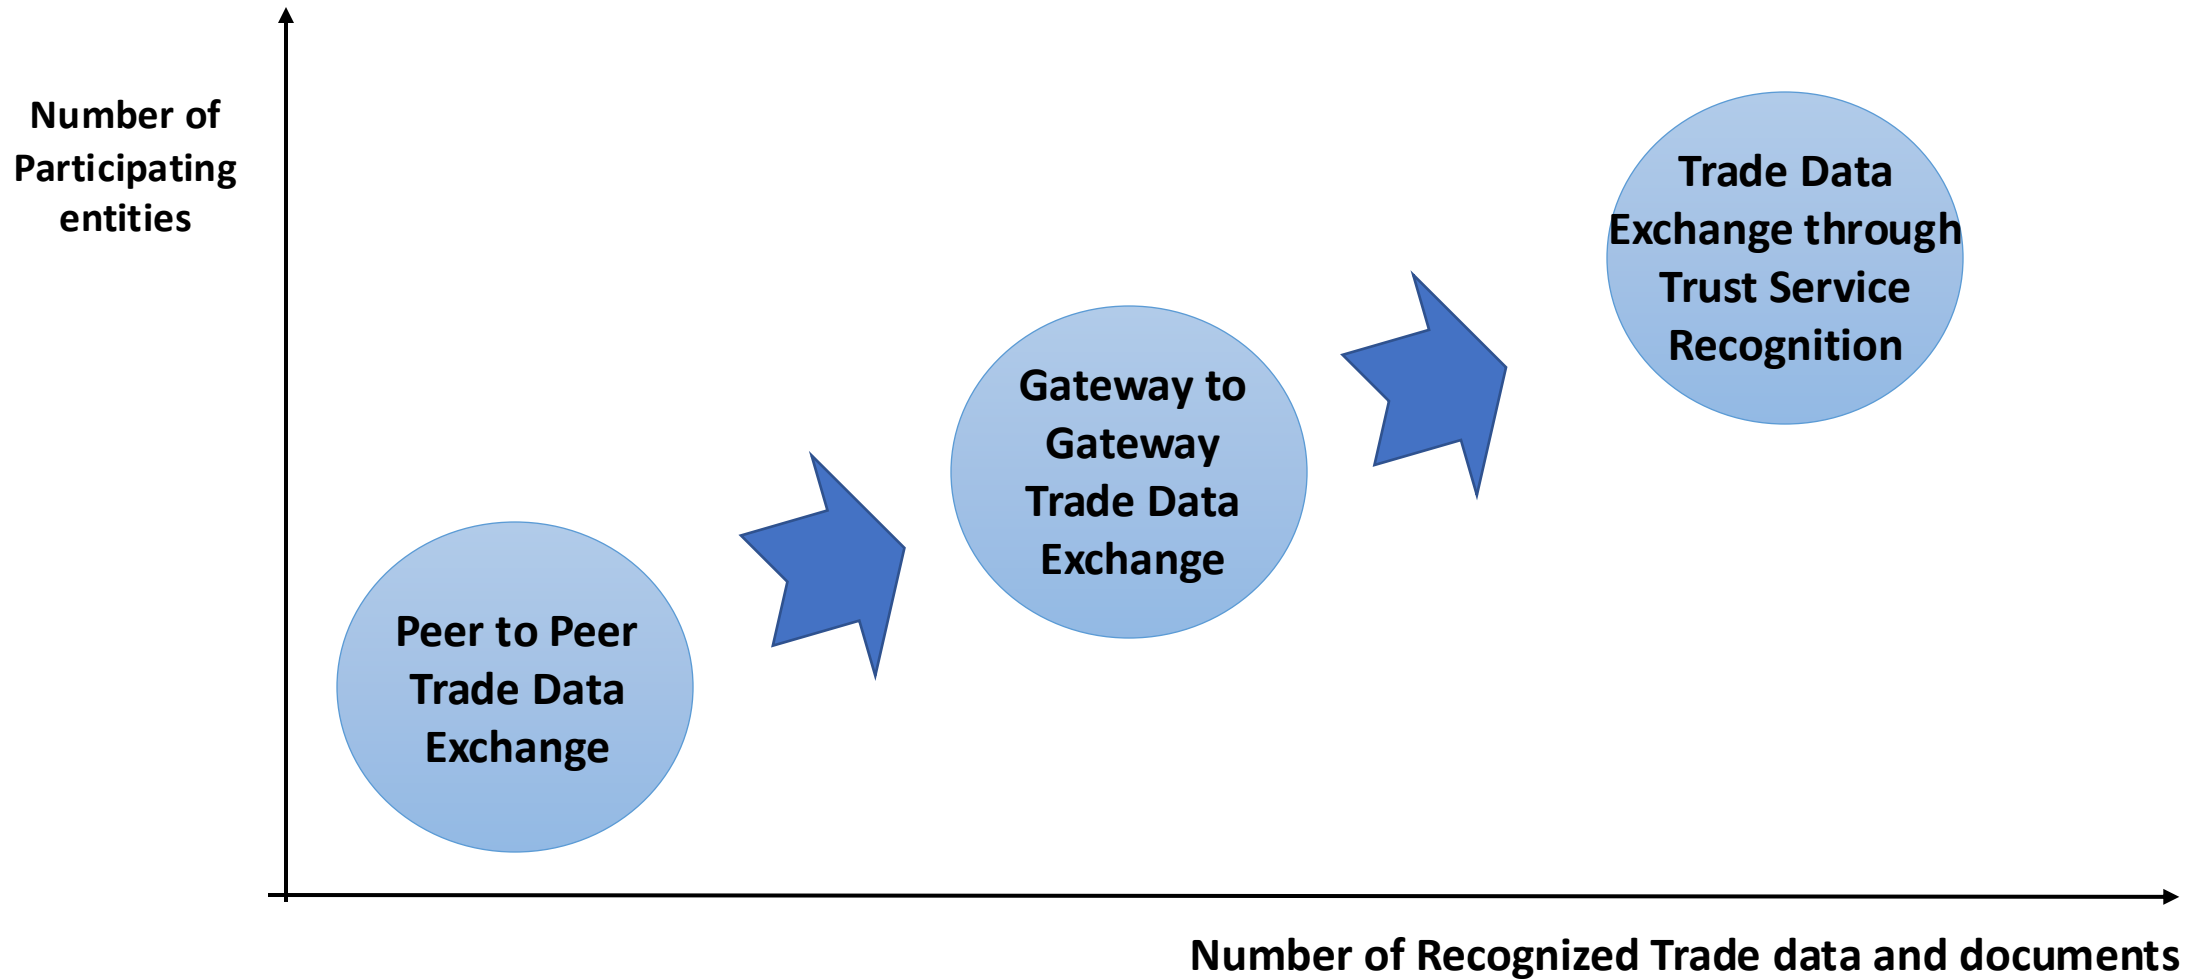 Number of
Participating
entities
Trade Data
Exchange through
Trust Service
Recognition
Gateway to
Gateway
Trade Data
Exchange
Peer to Peer
Trade Data
Exchange
Number of Recognized Trade data and documents